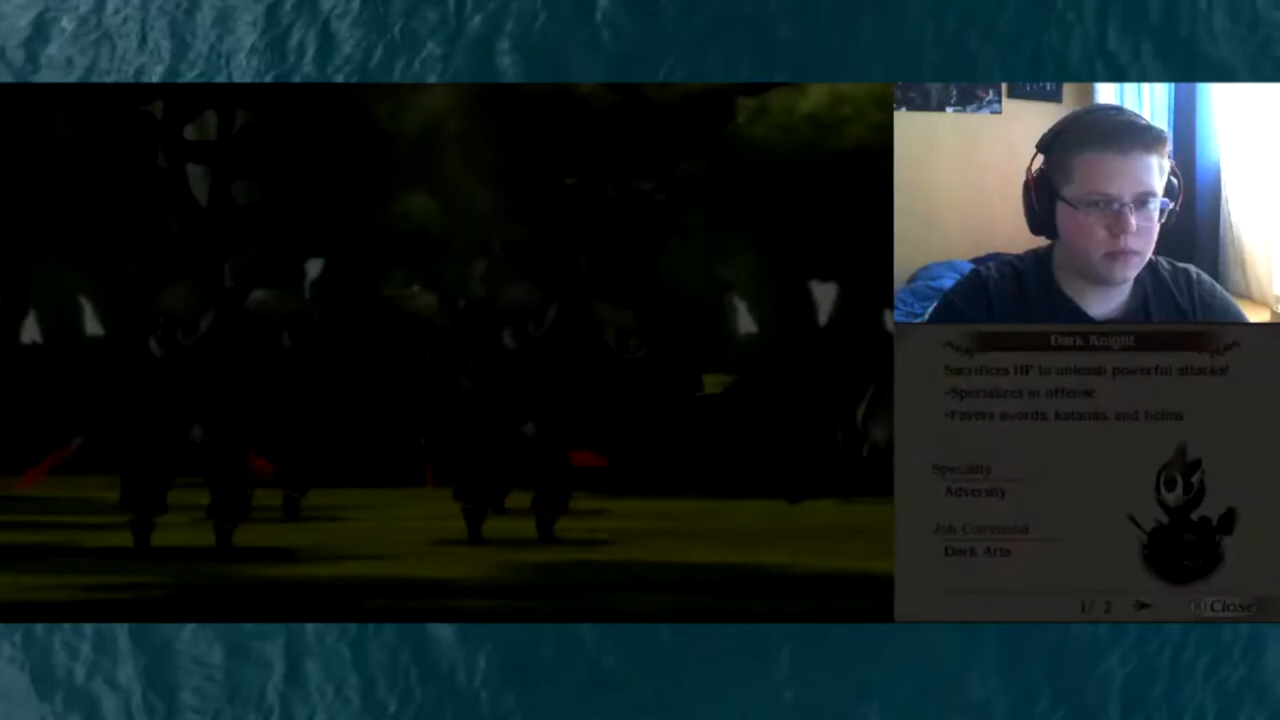 Dark Knight
Sacrifices HP to unleash powerful attacks!
-Specializes in offense
-Favors swords, katanas, and helms
Specialty
Adversity
Job Command
Dark Arts
1/ 2
B Close